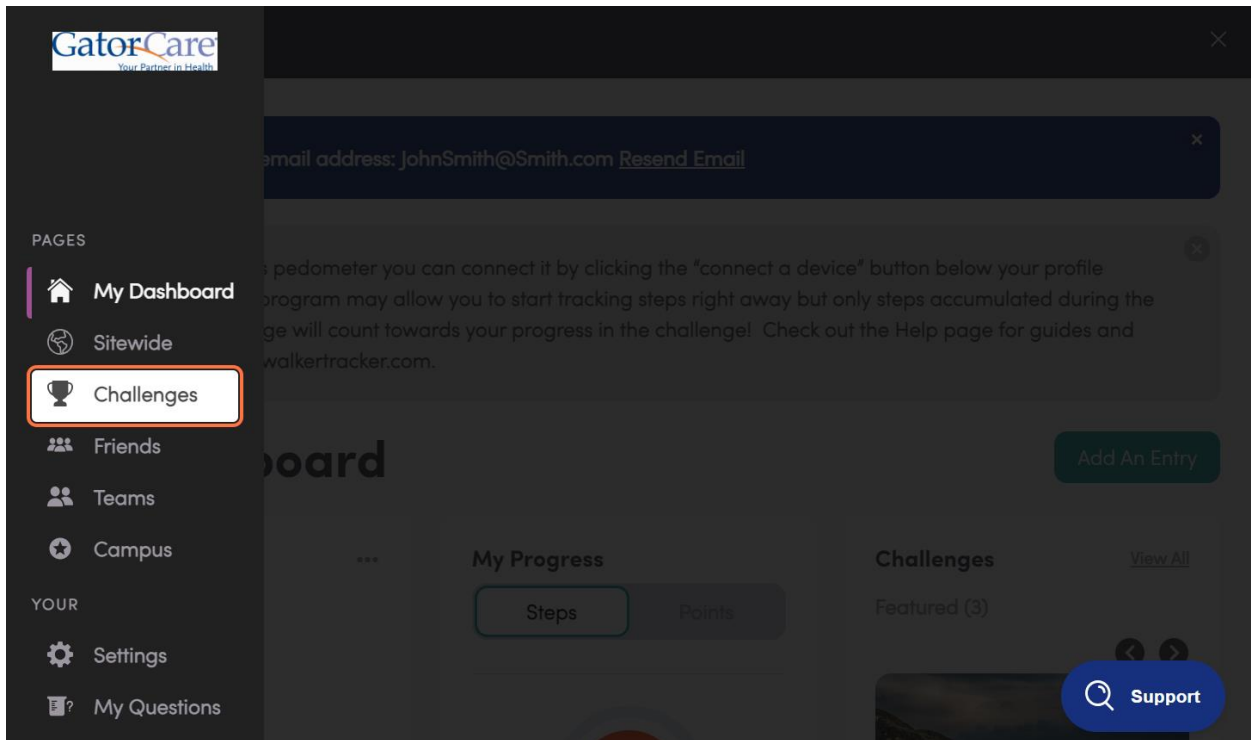 GatorCare
Your Partner in Health
email address: JohnSmith@Smith.com Resend Email
PAGES
My Dashboard
Sitewide
Challenges
Friends
Teams
Campus
YOUR
Settings
My Questions
pedometer you can connect it by clicking the "connect a device" button below your profile
program may allow you to start tracking steps right away but only steps accumulated during the
ge will count towards your progress in the challenge! Check out the Help page for guides and
walkertracker.com.
board
Add An Entry
My Progress
Steps
Points
Challenges
View All
Featured (3)
Support